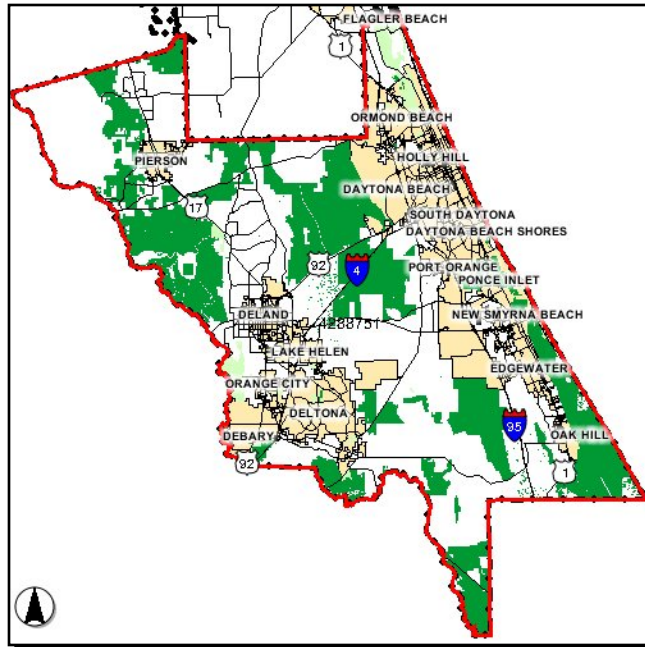 FLAGLER BEACH
1
ORMOND BEACH
HOLLY HILL
PIERSON
DAYTONA BEACH
17
SOUTH DAYTONA
DAYTONA BEACH SHORES
92
4
PORT ORANGE
PONCE INLET
DELAND
4288751
NEW SMYRNA BEACH
LAKE HELEN
EDGEWATER
ORANGE CITY
DELTONA
95
DEBARY
OAK HILL
92
1